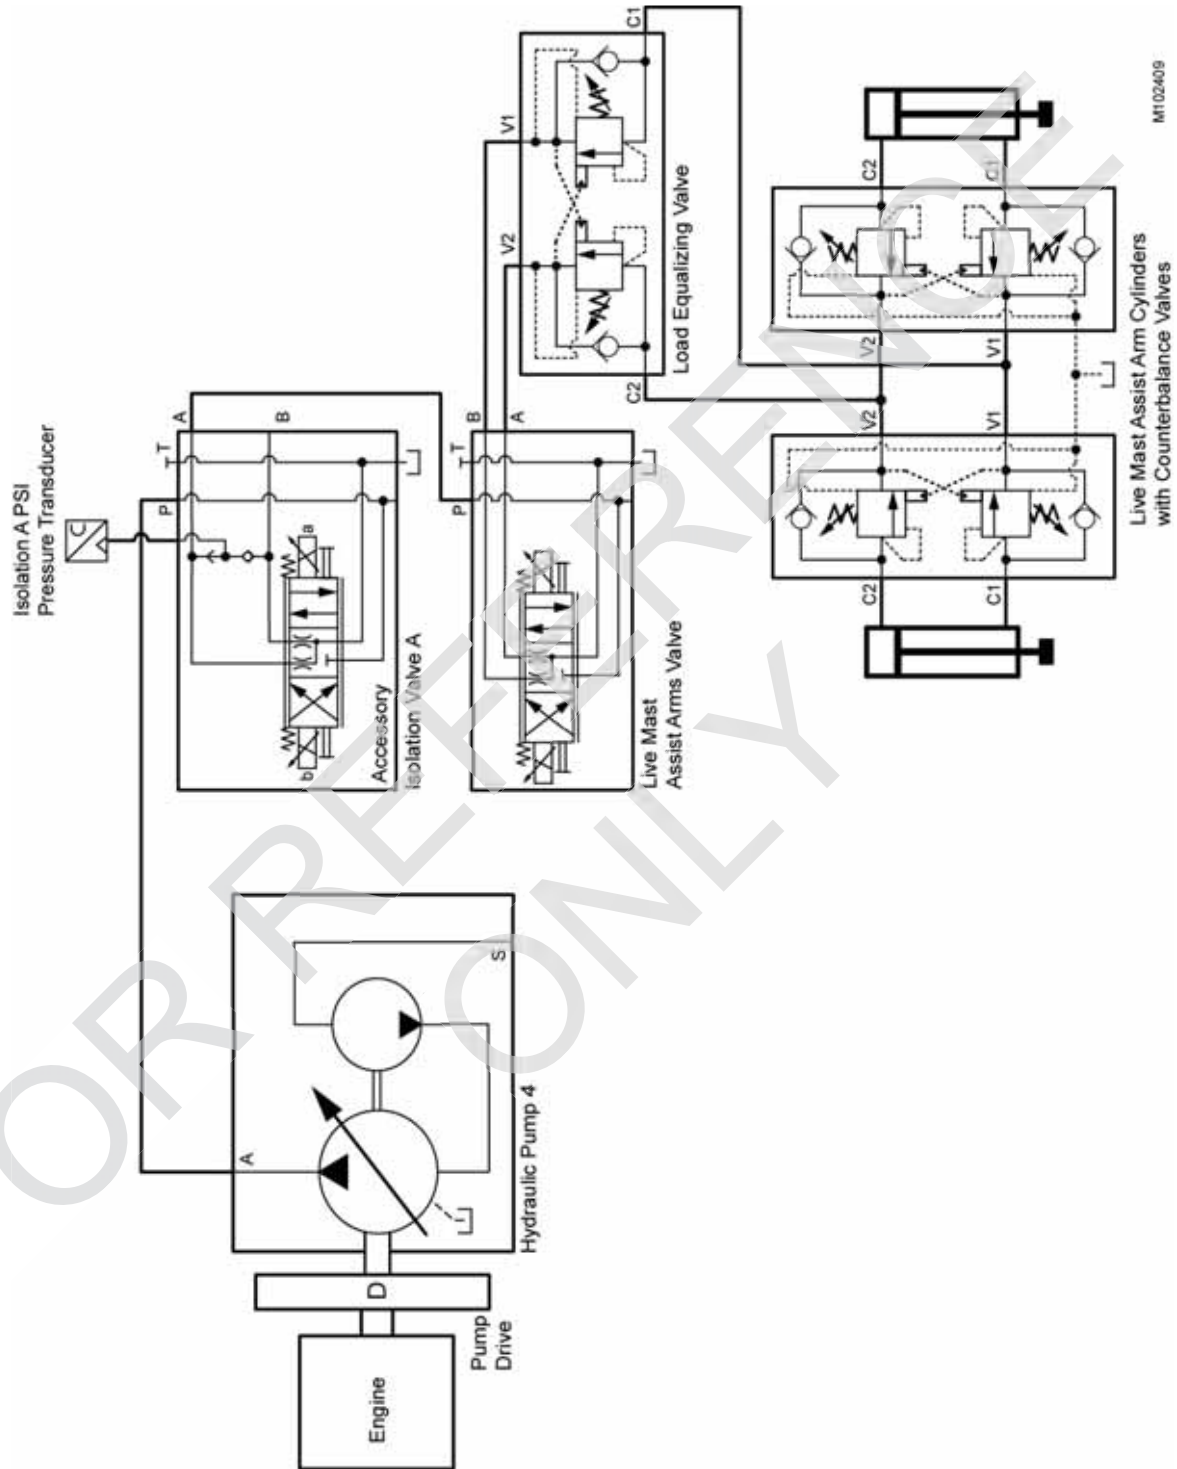 Isolation A PSI
Pressure Transducer
C
P
T
A
B
a
b
Accessory
Isolation Valve A
P
T
B
A
Live Mast
Assist Arms Valve
V1
V2
C1
C2
Load Equalizing Valve
C2
C1
V2
V1
V2
V1
C2
C1
Live Mast Assist Arm Cylinders
with Counterbalance Valves
M102409
Engine
D
Pump
Drive
A
S
Hydraulic Pump 4
OR REFERENCE
ONLY